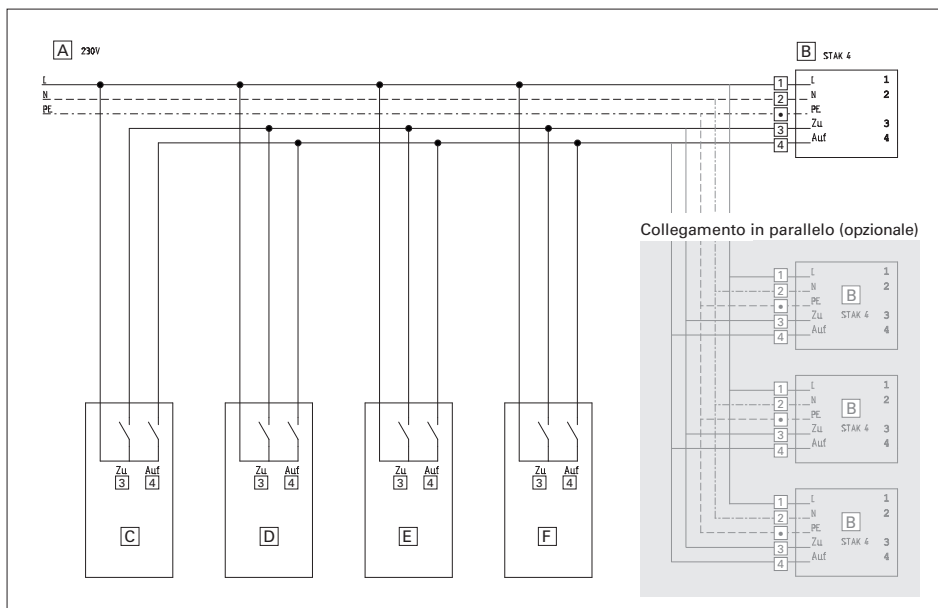 A 230V
B STAK 4
L
N
PE
1 L 1
2 N 2
• PE
3 Zu 3
4 Auf 4
Collegamento in parallelo (opzionale)
1 L 1
2 N 2
B
• PE
STAK 4
3 Zu 3
4 Auf 4
1 L 1
2 N 2
B
• PE
STAK 4
3 Zu 3
4 Auf 4
1 L 1
2 N 2
B
• PE
STAK 4
3 Zu 3
4 Auf 4
Zu Auf
3 4
C
Zu Auf
3 4
D
Zu Auf
3 4
E
Zu Auf
3 4
F